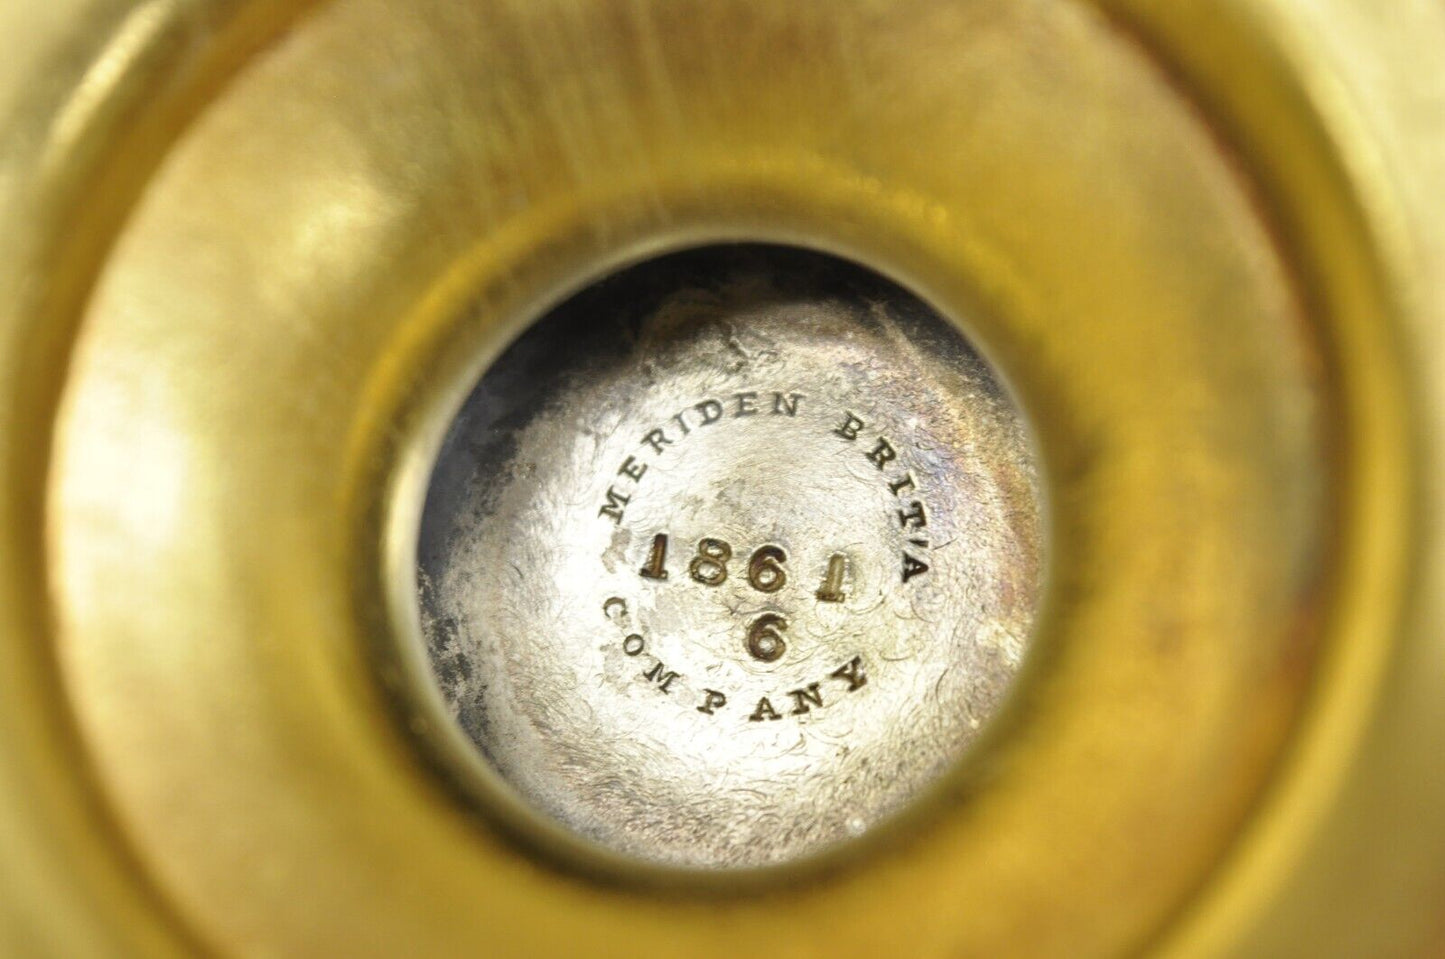 MERIDEN BRIT'A
1861
6
COMPANY